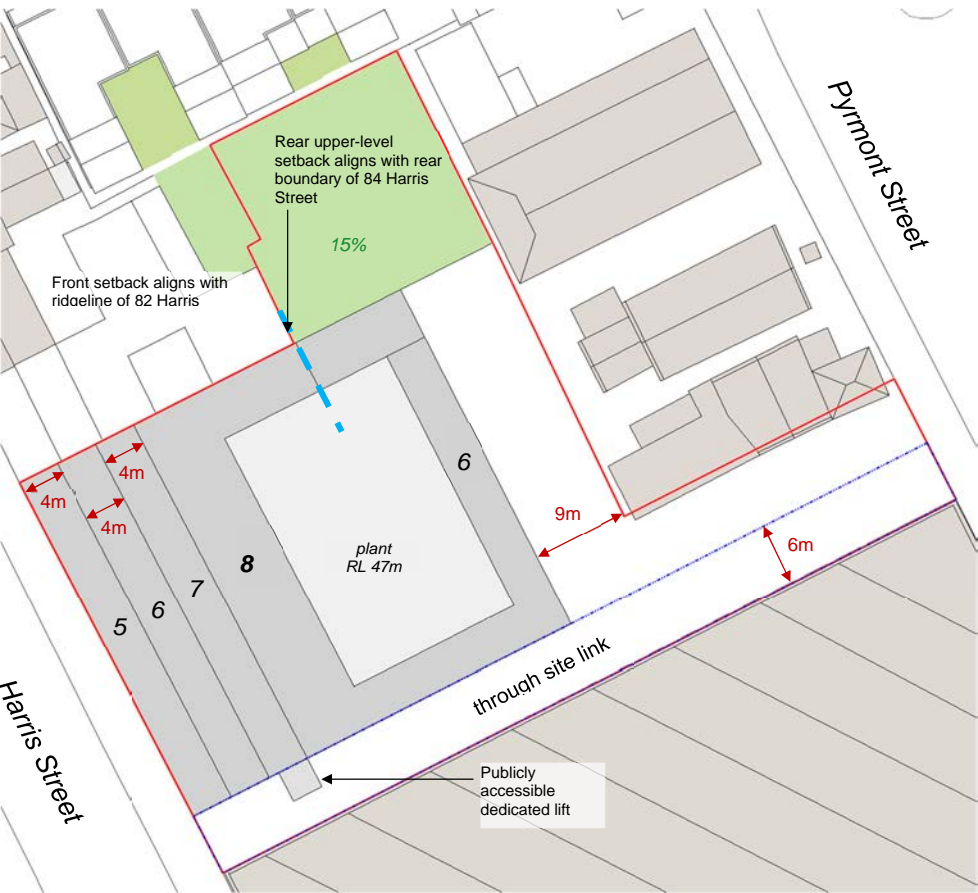 Pyrmont Street
Rear upper-level
setback aligns with rear
boundary of 84 Harris
Street
15%
Front setback aligns with
ridgeline of 82 Harris
4m
4m
4m
6
9m
6m
plant
RL 47m
8
7
6
5
through site link
Harris Street
Publicly
accessible
dedicated lift